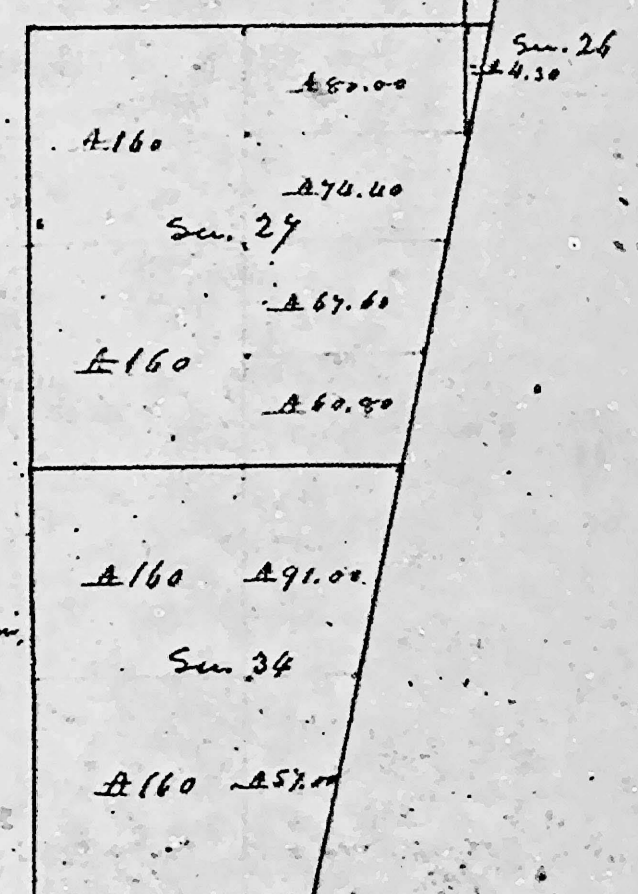 Sec. 26
A 4.30
A 80.00
A 160
A 74.40
Sec. 27
A 67.60
A 160
A 60.80
A 160 A 91.00
Sec 34
A 160 A 57.00